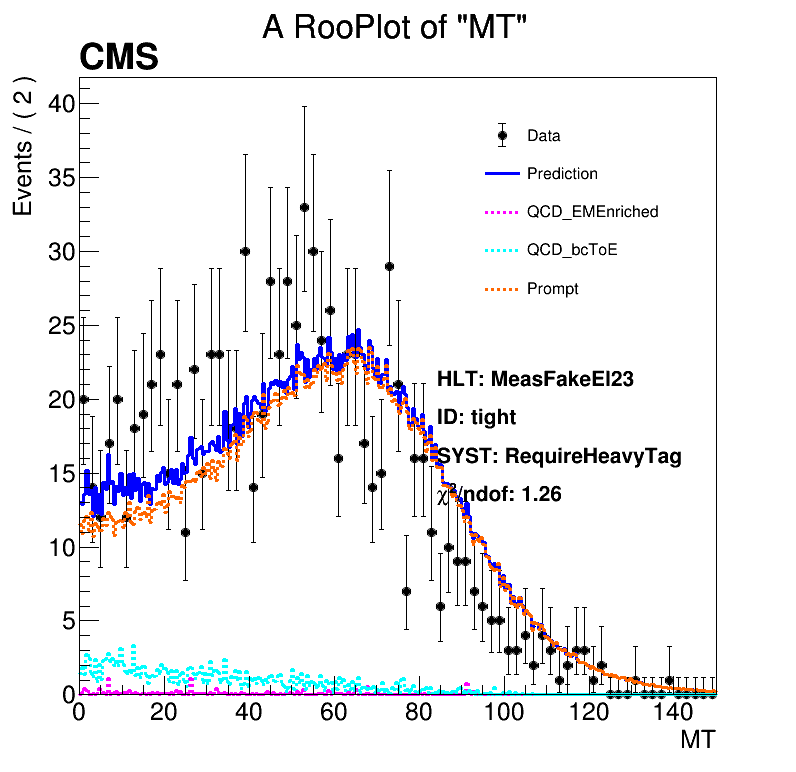 A RooPlot of "MT"
CMS
Events / ( 2 )
40
35
30
25
20
15
10
5
0
Data
Prediction
QCD_EMEnriched
QCD_bcToE
Prompt
HLT: MeasFakeEl23
ID: tight
SYST: RequireHeavyTag
χ²/ndof: 1.26
0 20 40 60 80 100 120 140
MT